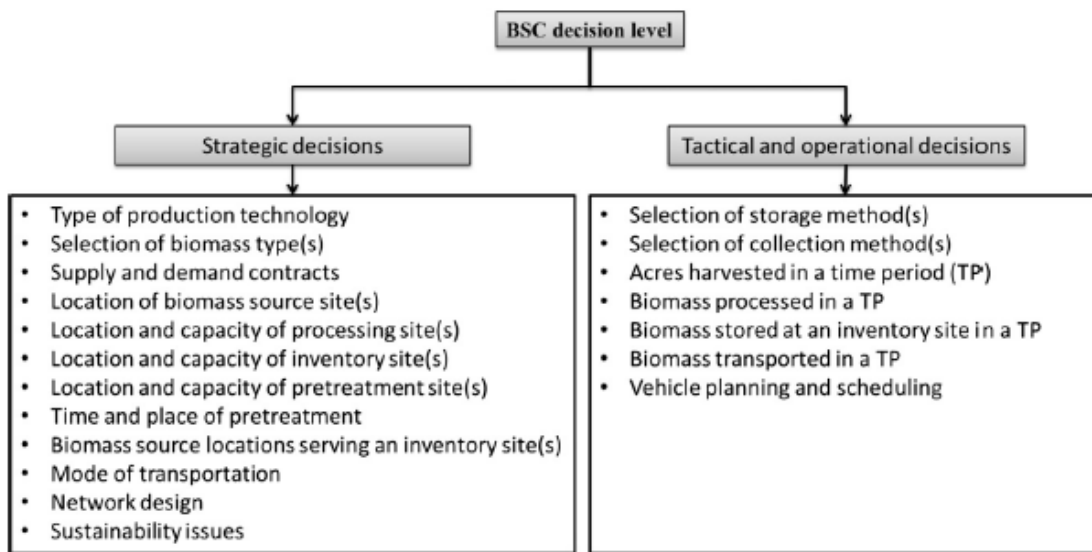 BSC decision level
Strategic decisions
Tactical and operational decisions
• Type of production technology
• Selection of biomass type(s)
• Supply and demand contracts
• Location of biomass source site(s)
• Location and capacity of processing site(s)
• Location and capacity of inventory site(s)
• Location and capacity of pretreatment site(s)
• Time and place of pretreatment
• Biomass source locations serving an inventory site(s)
• Mode of transportation
• Network design
• Sustainability issues
• Selection of storage method(s)
• Selection of collection method(s)
• Acres harvested in a time period (TP)
• Biomass processed in a TP
• Biomass stored at an inventory site in a TP
• Biomass transported in a TP
• Vehicle planning and scheduling